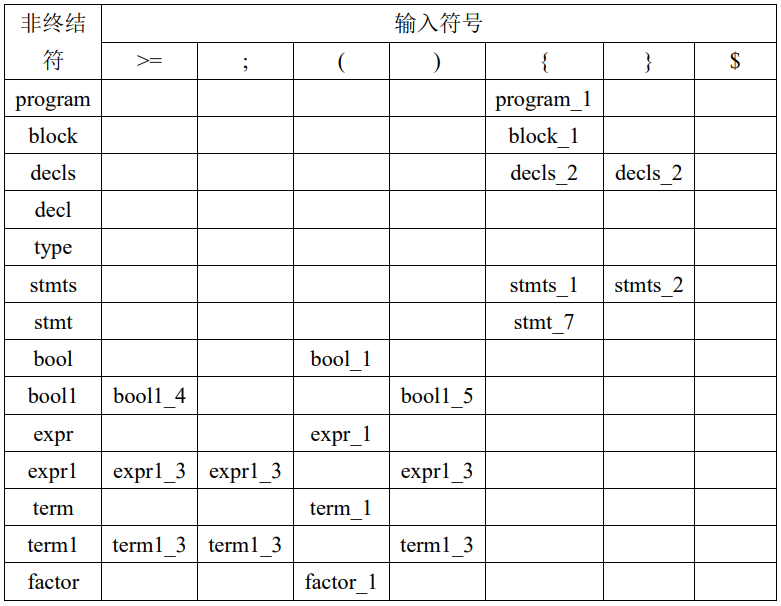 非终结符 输入符号
>= ; ( ) { } $
program program_1
block block_1
decls decls_2 decls_2
decl
type
stmts stmts_1 stmts_2
stmt stmt_7
bool bool_1
bool1 bool1_4 bool1_5
expr expr_1
expr1 expr1_3 expr1_3 expr1_3
term term_1
term1 term1_3 term1_3 term1_3
factor factor_1